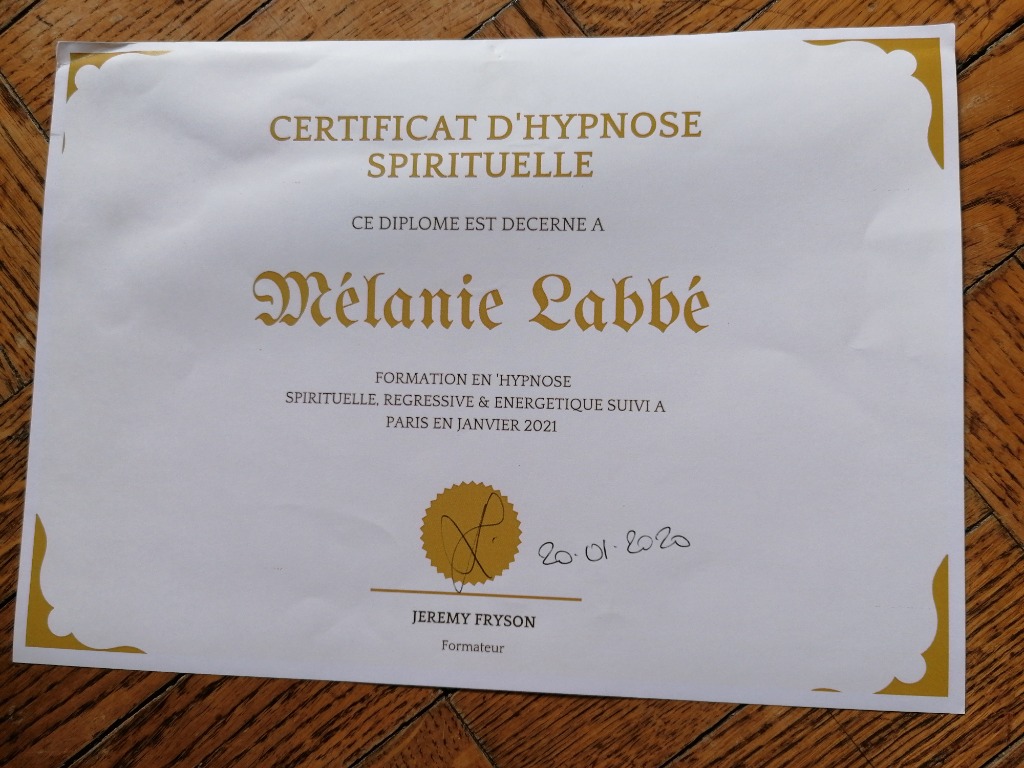 CERTIFICAT D'HYPNOSE
SPIRITUELLE
CE DIPLOME EST DECERNE A
Mélanie Labbé
FORMATION EN 'HYPNOSE
SPIRITUELLE, REGRESSIVE & ENERGETIQUE SUIVI A
PARIS EN JANVIER 2021
20.01.2020
JEREMY FRYSON
Formateur